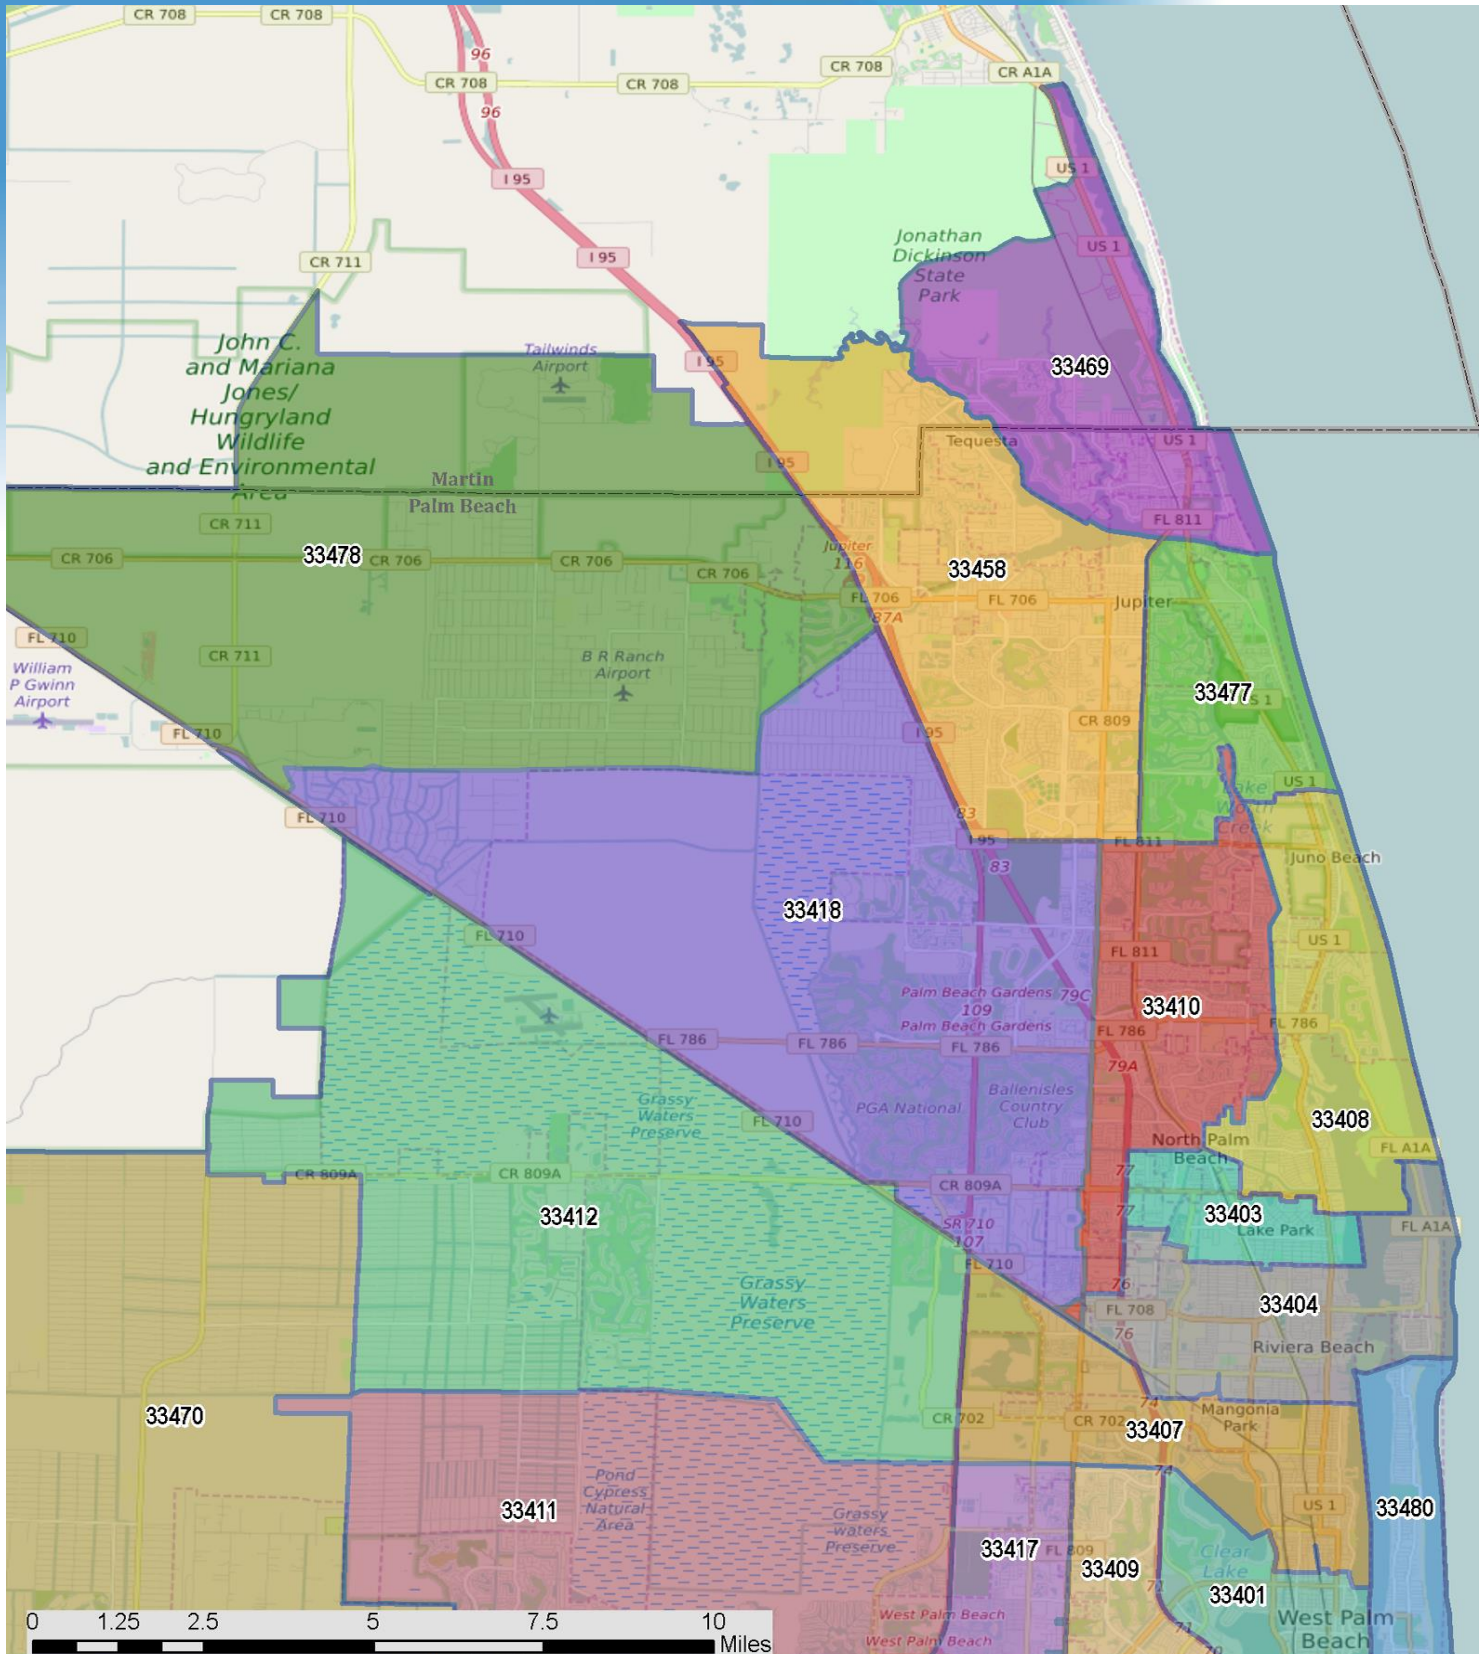 CR 708
CR 708
96
CR 708
CR 708
CR 708
CR A1A
96
US 1
I 95
Jonathan
Dickinson
State
Park
US 1
I 95
CR 711
John C.
and Mariana
Jones/
Hungryland
Wildlife
and Environmental
Area
Tailwinds
Airport
I 95
33469
Tequesta
US 1
I 95
Martin
Palm Beach
CR 711
FL 811
33478
CR 706
CR 706
CR 706
CR 706
Jupiter
116
33458
FL 706
FL 706
Jupiter
87A
FL 710
CR 711
William
P Gwinn
Airport
B R Ranch
Airport
33477
S 1
FL 710
I 95
CR 809
US 1
Lake
Worth
Creek
FL 710
83
I 95
FL 811
83
Juno Beach
33418
FL 710
FL 811
US 1
Palm Beach Gardens
109
Palm Beach Gardens
79C
33410
FL 786
FL 786
FL 786
FL 786
FL 786
79A
Grassy
Waters
Preserve
FL 710
PGA National
Ballenisles
Country
Club
33408
North Palm
Beach
FL A1A
CR 809A
CR 809A
CR 809A
77
33412
SR 710
107
77
33403
Lake Park
FL A1A
FL 710
Grassy
Waters
Preserve
76
FL 708
76
33404
Riviera Beach
33470
CR 702
CR 702
74
33407
Mangonia
Park
74
33411
Pond
Cypress
Natural
Area
Grassy
waters
Preserve
US 1
33480
33417
FL 809
33409
Clear
Lake
33401
71
West Palm Beach
West Palm Beach
71
70
West Palm
Beach
0 1.25 2.5 5 7.5 10
Miles